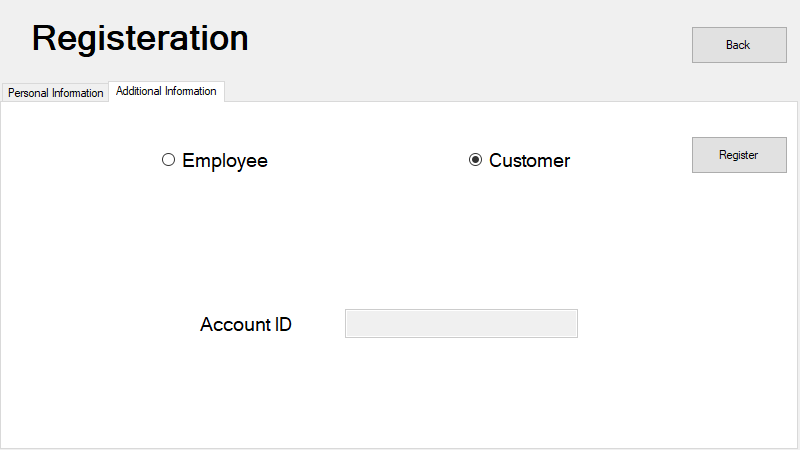 Registeration
Back
Personal Information
Additional Information
Employee
Customer
Register
Account ID